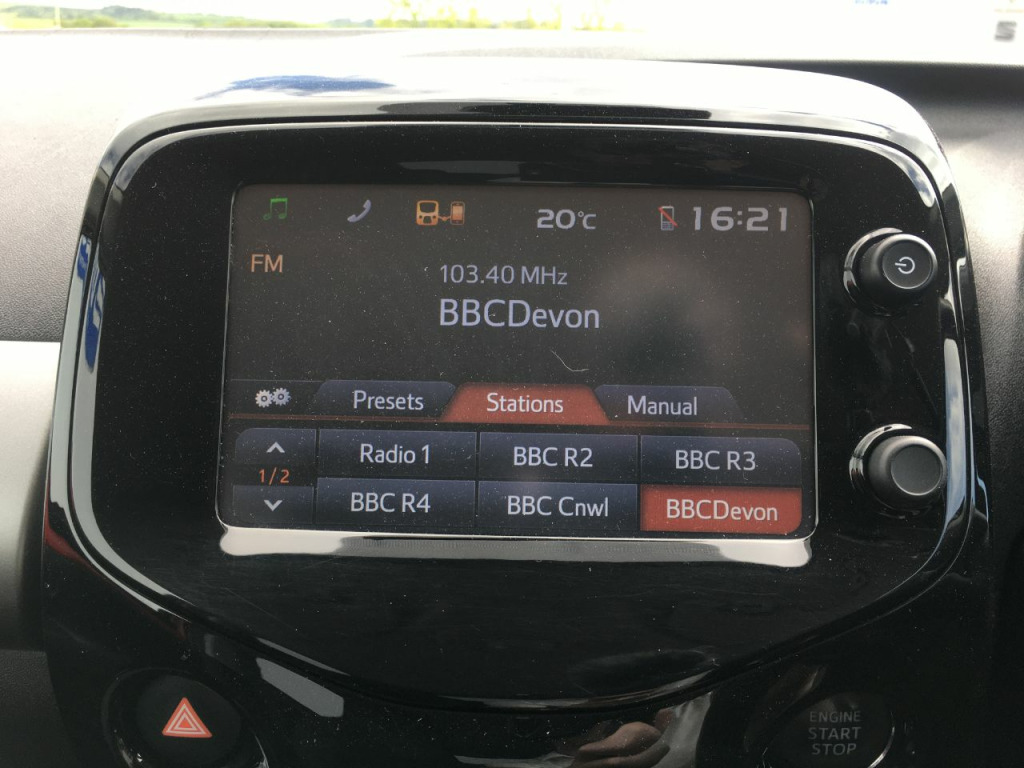 20°C
16:21
FM
103.40 MHz
BBCDevon
Presets
Stations
Manual
Radio 1
BBC R2
BBC R3
1/2
BBC R4
BBC Cnwl
BBCDevon
ENGINE
START
STOP